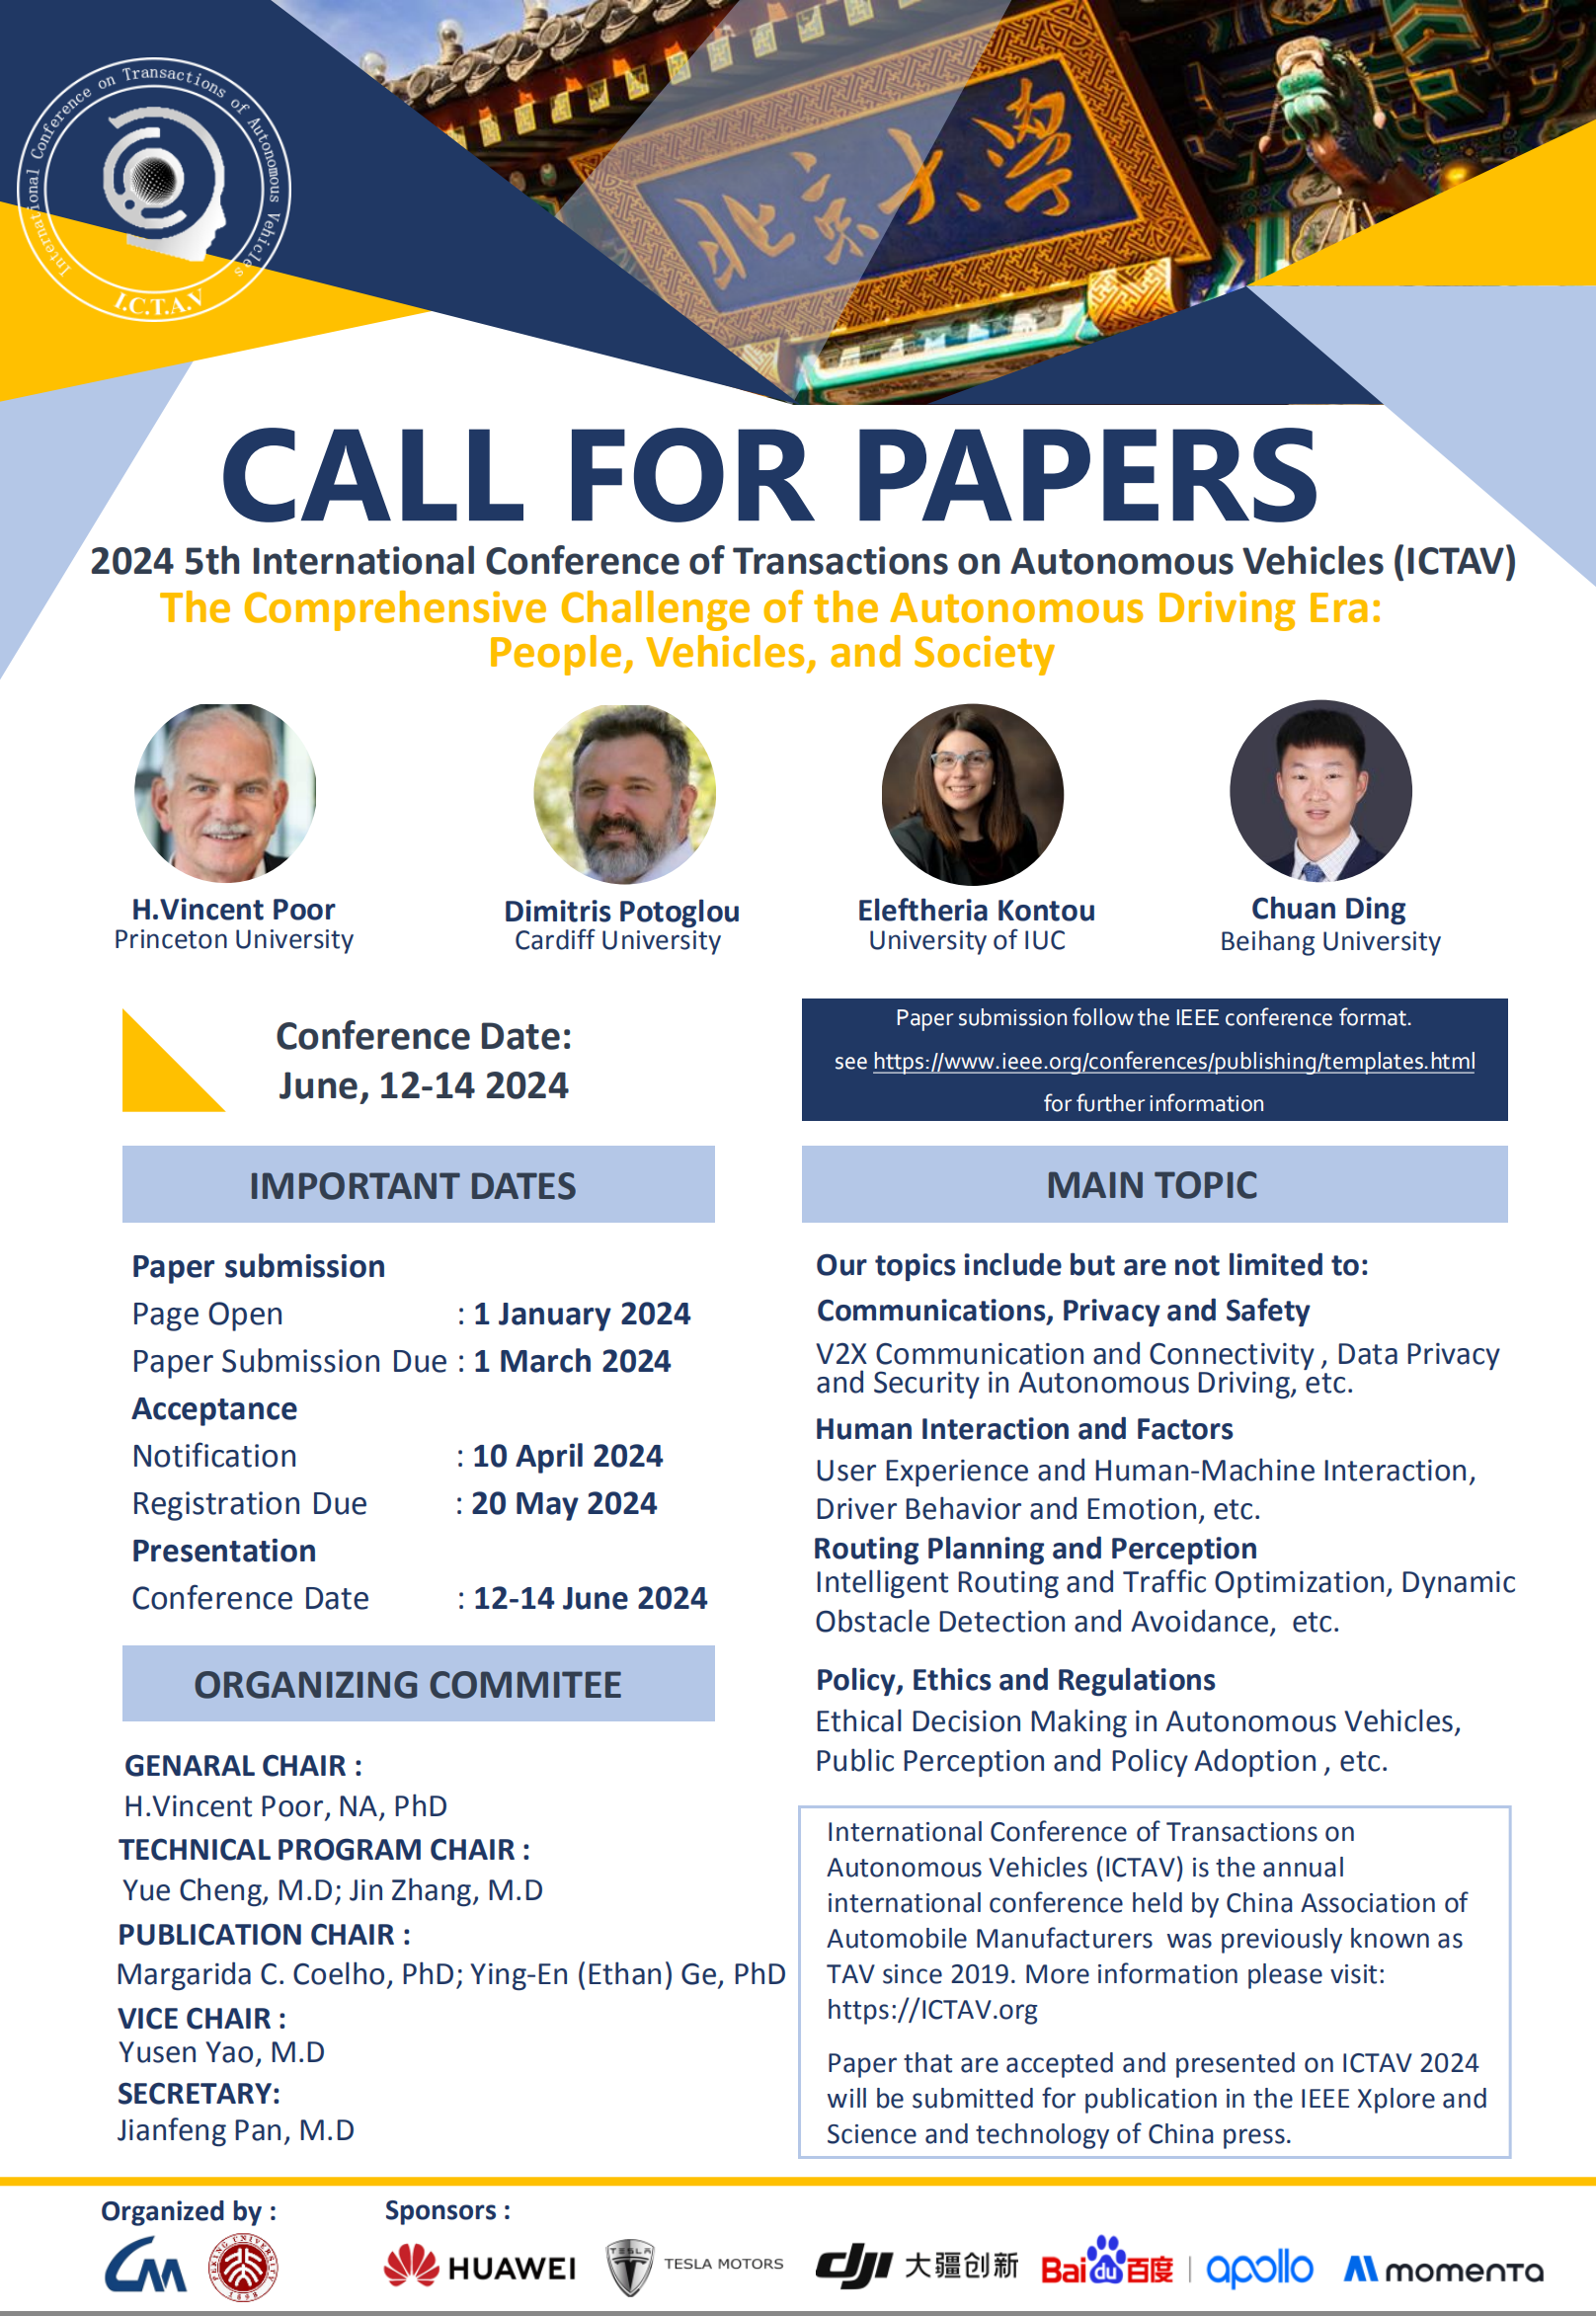 International Conference on Transactions of Autonomous Vehicles
I.C.T.A.V
北京大学
CALL FOR PAPERS
2024 5th International Conference of Transactions on Autonomous Vehicles (ICTAV)
The Comprehensive Challenge of the Autonomous Driving Era:
People, Vehicles, and Society
H.Vincent Poor
Princeton University
Dimitris Potoglou
Cardiff University
Eleftheria Kontou
University of IUC
Chuan Ding
Beihang University
Conference Date:
June, 12-14 2024
Paper submission follow the IEEE conference format.
see https://www.ieee.org/conferences/publishing/templates.html
for further information
IMPORTANT DATES
Paper submission
Page Open : 1 January 2024
Paper Submission Due : 1 March 2024
Acceptance
Notification : 10 April 2024
Registration Due : 20 May 2024
Presentation
Conference Date : 12-14 June 2024
ORGANIZING COMMITEE
GENARAL CHAIR :
H.Vincent Poor, NA, PhD
TECHNICAL PROGRAM CHAIR :
Yue Cheng, M.D; Jin Zhang, M.D
PUBLICATION CHAIR :
Margarida C. Coelho, PhD; Ying-En (Ethan) Ge, PhD
VICE CHAIR :
Yusen Yao, M.D
SECRETARY:
Jianfeng Pan, M.D
MAIN TOPIC
Our topics include but are not limited to:
Communications, Privacy and Safety
V2X Communication and Connectivity , Data Privacy
and Security in Autonomous Driving, etc.
Human Interaction and Factors
User Experience and Human-Machine Interaction,
Driver Behavior and Emotion, etc.
Routing Planning and Perception
Intelligent Routing and Traffic Optimization, Dynamic
Obstacle Detection and Avoidance, etc.
Policy, Ethics and Regulations
Ethical Decision Making in Autonomous Vehicles,
Public Perception and Policy Adoption , etc.
International Conference of Transactions on
Autonomous Vehicles (ICTAV) is the annual
international conference held by China Association of
Automobile Manufacturers was previously known as
TAV since 2019. More information please visit:
https://ICTAV.org
Paper that are accepted and presented on ICTAV 2024
will be submitted for publication in the IEEE Xplore and
Science and technology of China press.
Organized by :
PEKING UNIVERSITY
1898
Sponsors :
HUAWEI
TESLA
TESLA MOTORS
dji 大疆创新
Baidu百度
apollo
momenta